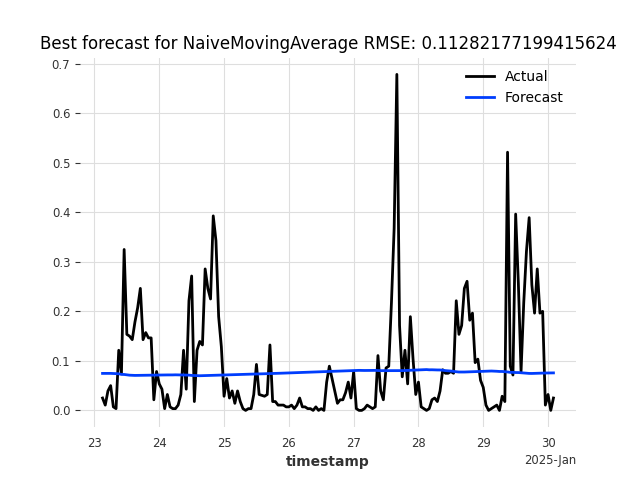 Best forecast for NaiveMovingAverage RMSE: 0.11282177199415624
0.7
0.6
0.5
0.4
0.3
0.2
0.1
0.0
Actual
Forecast
23 24 25 26 27 28 29 30
timestamp
2025-Jan